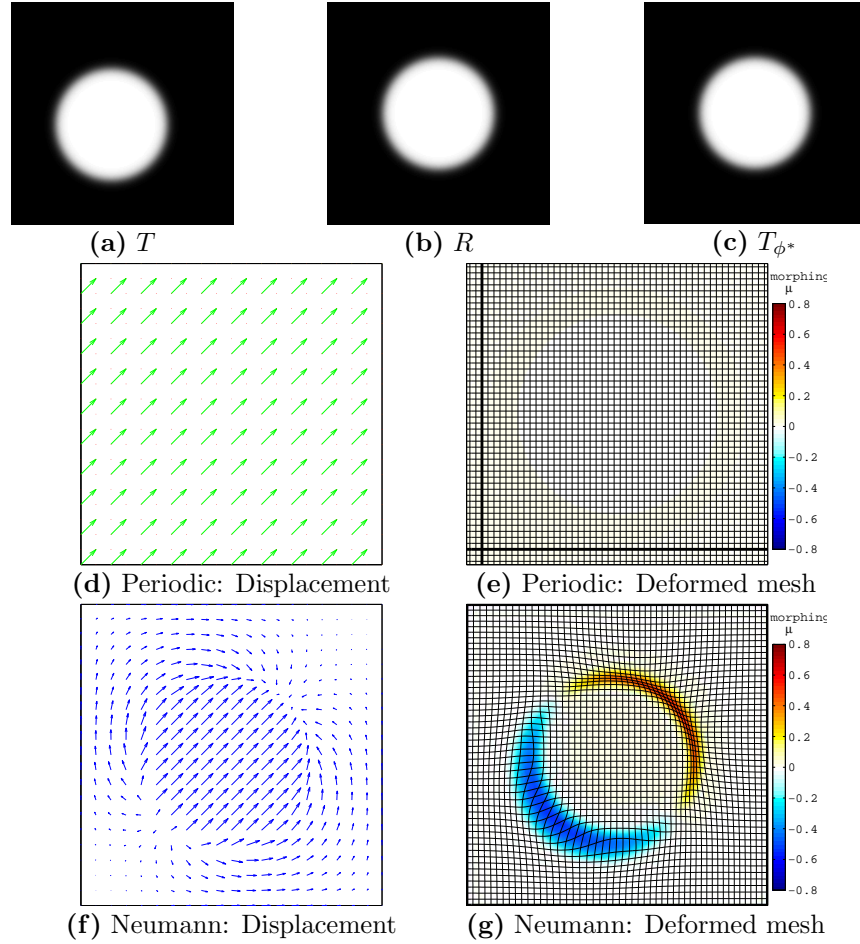 (a) T
(b) R
(c) T_{ϕ*}
morphing
μ
0.8
0.6
0.4
0.2
0
−0.2
−0.4
−0.6
−0.8
(d) Periodic: Displacement
(e) Periodic: Deformed mesh
morphing
μ
0.8
0.6
0.4
0.2
0
−0.2
−0.4
−0.6
−0.8
(f) Neumann: Displacement
(g) Neumann: Deformed mesh